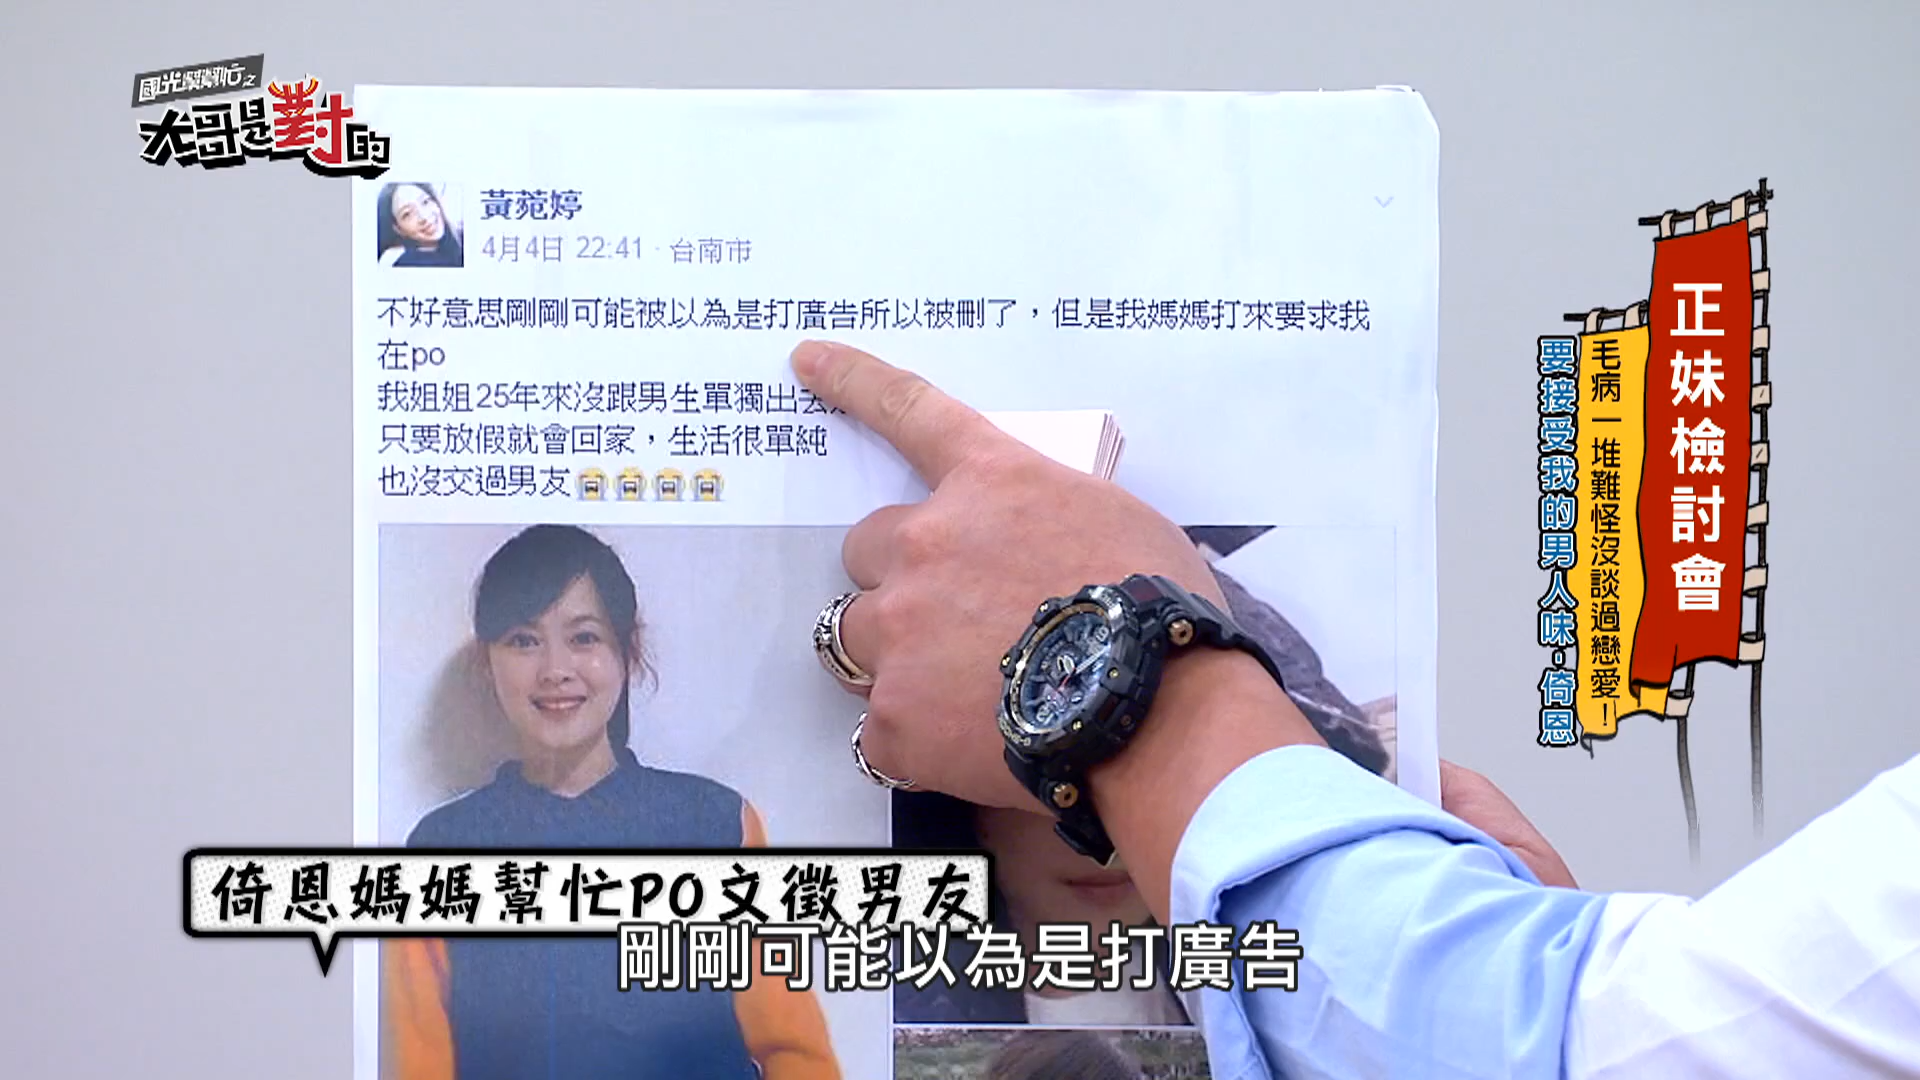 國光幫幫忙之
大哥是對的
黃菀婷
4月4日 22:41 · 台南市
不好意思剛剛可能被以為是打廣告所以被刪了，但是我媽媽打來要求我
在po
我姐姐25年來沒跟男生單獨出去
只要放假就會回家，生活很單純
也沒交過男友
正妹檢討會
毛病一堆難怪沒談過戀愛！
要接受我的男人味·倚恩
倚恩媽媽幫忙PO文徵男友
剛剛可能以為是打廣告